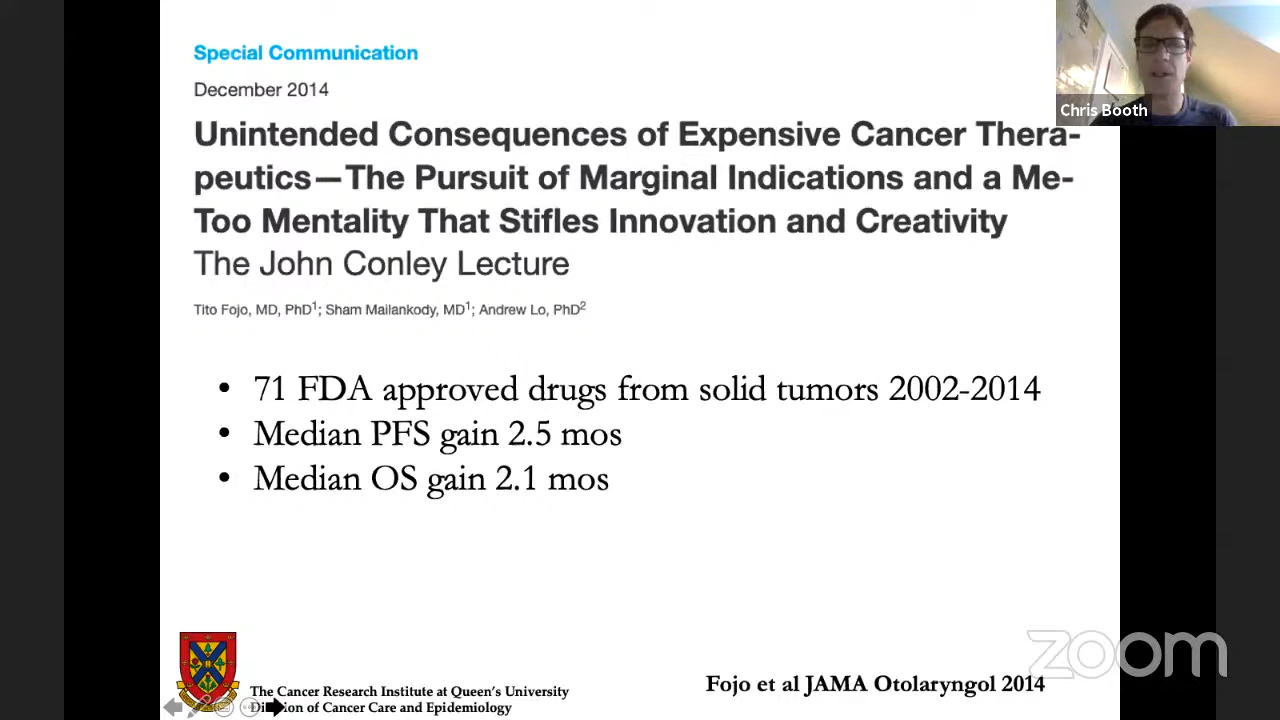 Special Communication
December 2014
Unintended Consequences of Expensive Cancer Thera-
peutics—The Pursuit of Marginal Indications and a Me-
Too Mentality That Stifles Innovation and Creativity
The John Conley Lecture
Tito Fojo, MD, PhD1; Sham Mailankody, MD1; Andrew Lo, PhD2
• 71 FDA approved drugs from solid tumors 2002-2014
• Median PFS gain 2.5 mos
• Median OS gain 2.1 mos
The Cancer Research Institute at Queen's University
Division of Cancer Care and Epidemiology
Fojo et al JAMA Otolaryngol 2014
Chris Booth
zoom